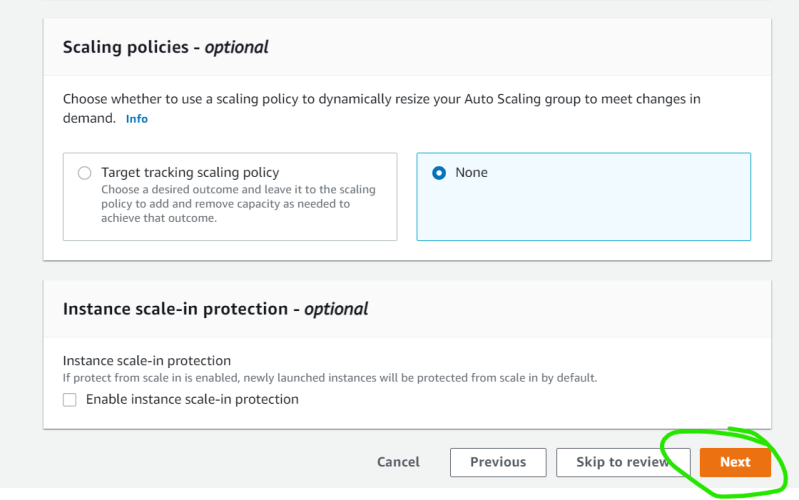 Scaling policies - optional
Choose whether to use a scaling policy to dynamically resize your Auto Scaling group to meet changes in
demand. Info
Target tracking scaling policy
Choose a desired outcome and leave it to the scaling
policy to add and remove capacity as needed to
achieve that outcome.
None
Instance scale-in protection - optional
Instance scale-in protection
If protect from scale in is enabled, newly launched instances will be protected from scale in by default.
Enable instance scale-in protection
Cancel
Previous
Skip to review
Next